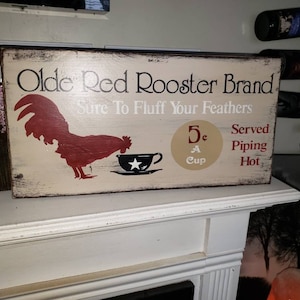 Olde Red Rooster Brand
Sure To Fluff Your Feathers
5¢
A
Cup
Served
Piping
Hot